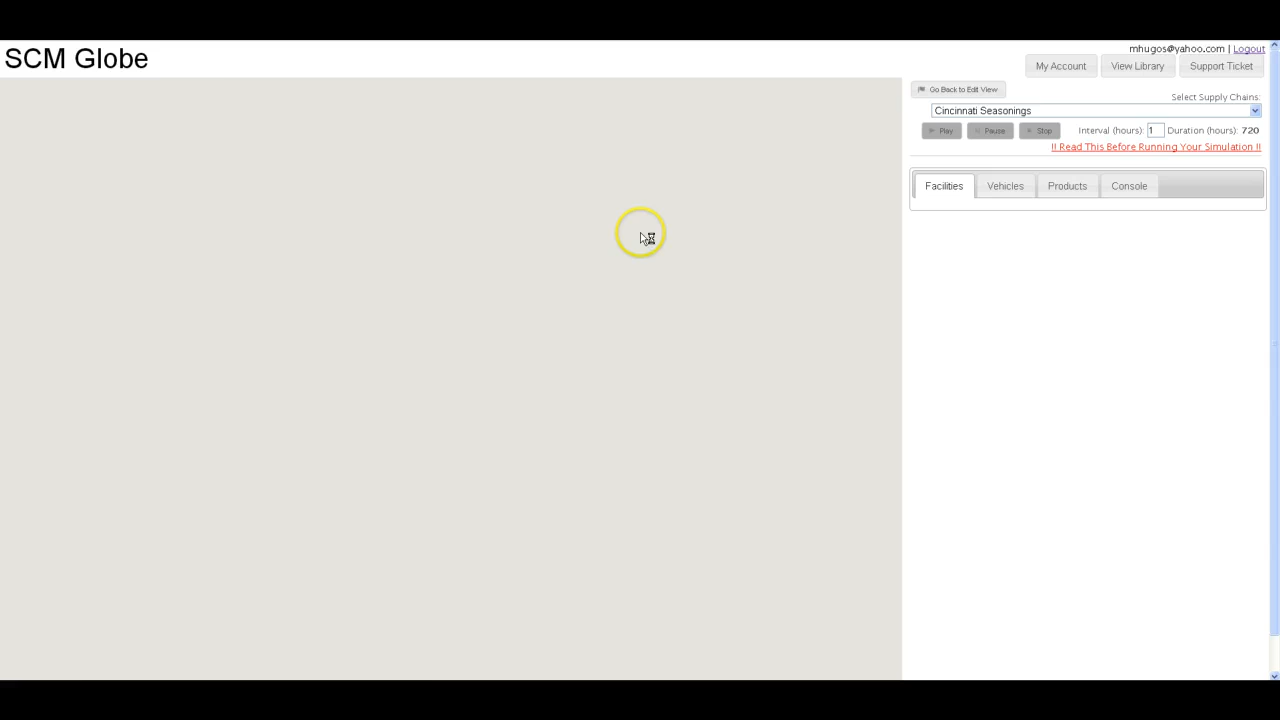 SCM Globe
mhugos@yahoo.com | Logout
My Account View Library Support Ticket
Go Back to Edit View
Select Supply Chains:
Cincinnati Seasonings
Play Pause Stop Interval (hours): 1 Duration (hours): 720
!! Read This Before Running Your Simulation !!
Facilities Vehicles Products Console